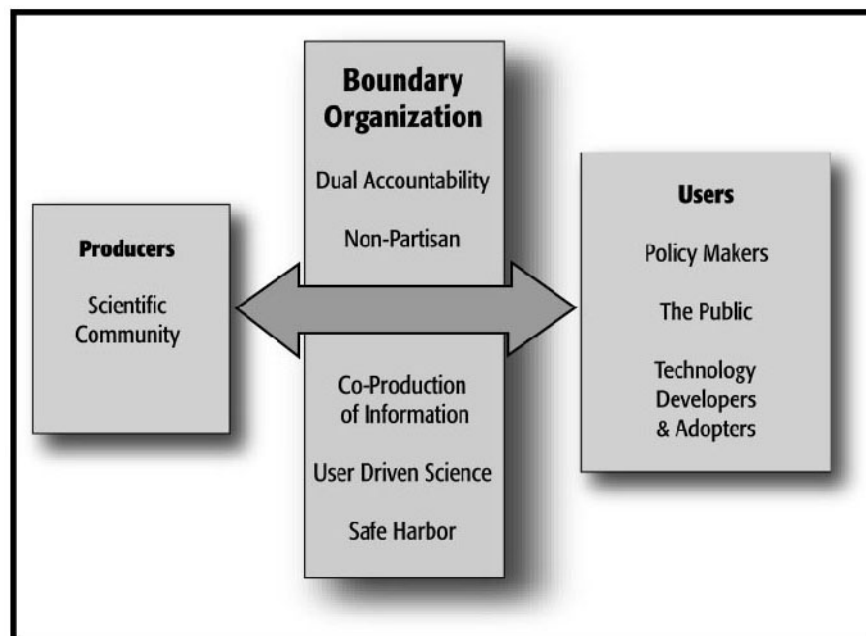 Boundary
Organization
Dual Accountability
Non-Partisan
Co-Production
of Information
User Driven Science
Safe Harbor
Producers
Scientific
Community
Users
Policy Makers
The Public
Technology
Developers
& Adopters